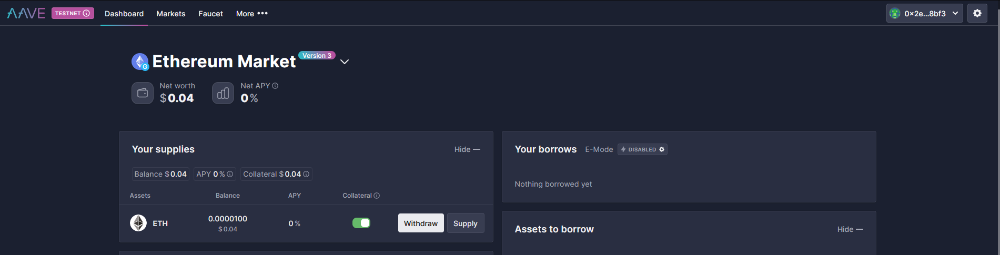 AAVE TESTNET Dashboard Markets Faucet More 0x2e...8bf3
Ethereum Market Version 3
G
Net worth
$0.04
Net APY
0 %
Your supplies Hide
Balance $0.04 APY 0 % Collateral $0.04
Assets Balance APY Collateral
ETH 0.0000100 0 % Withdraw Supply
$0.04
Your borrows E-Mode DISABLED
Nothing borrowed yet
Assets to borrow Hide